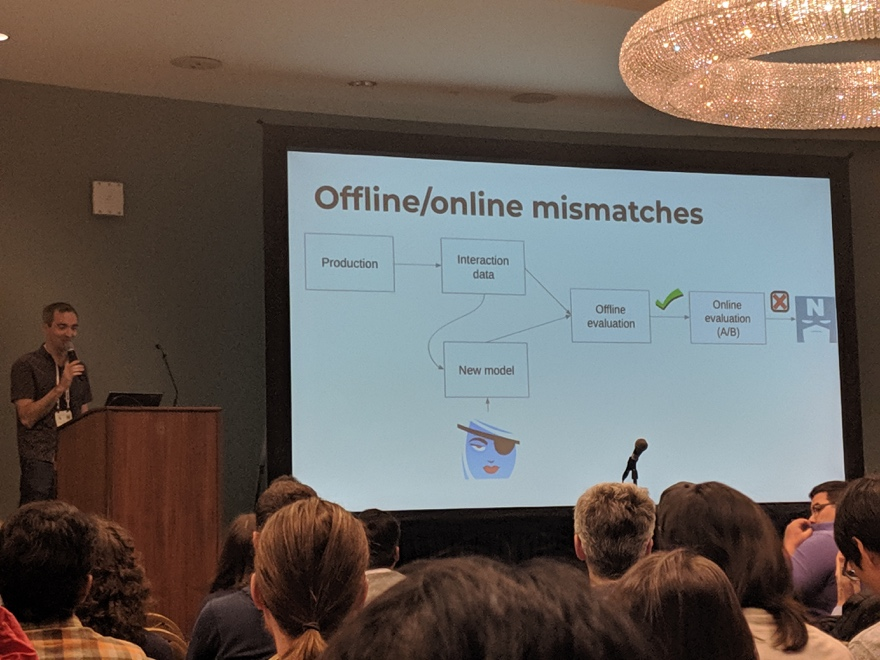 Offline/online mismatches
Production
Interaction
data
Offline
evaluation
Online
evaluation
(A/B)
N
New model